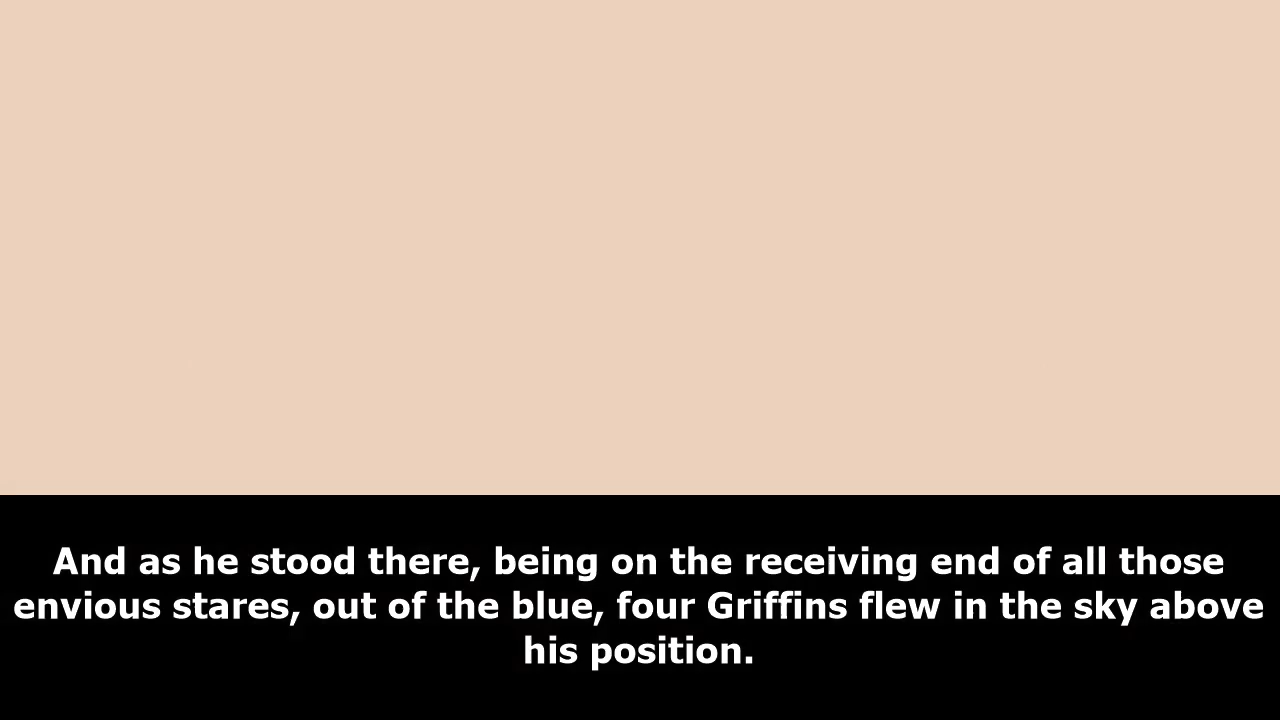 And as he stood there, being on the receiving end of all those
envious stares, out of the blue, four Griffins flew in the sky above
his position.